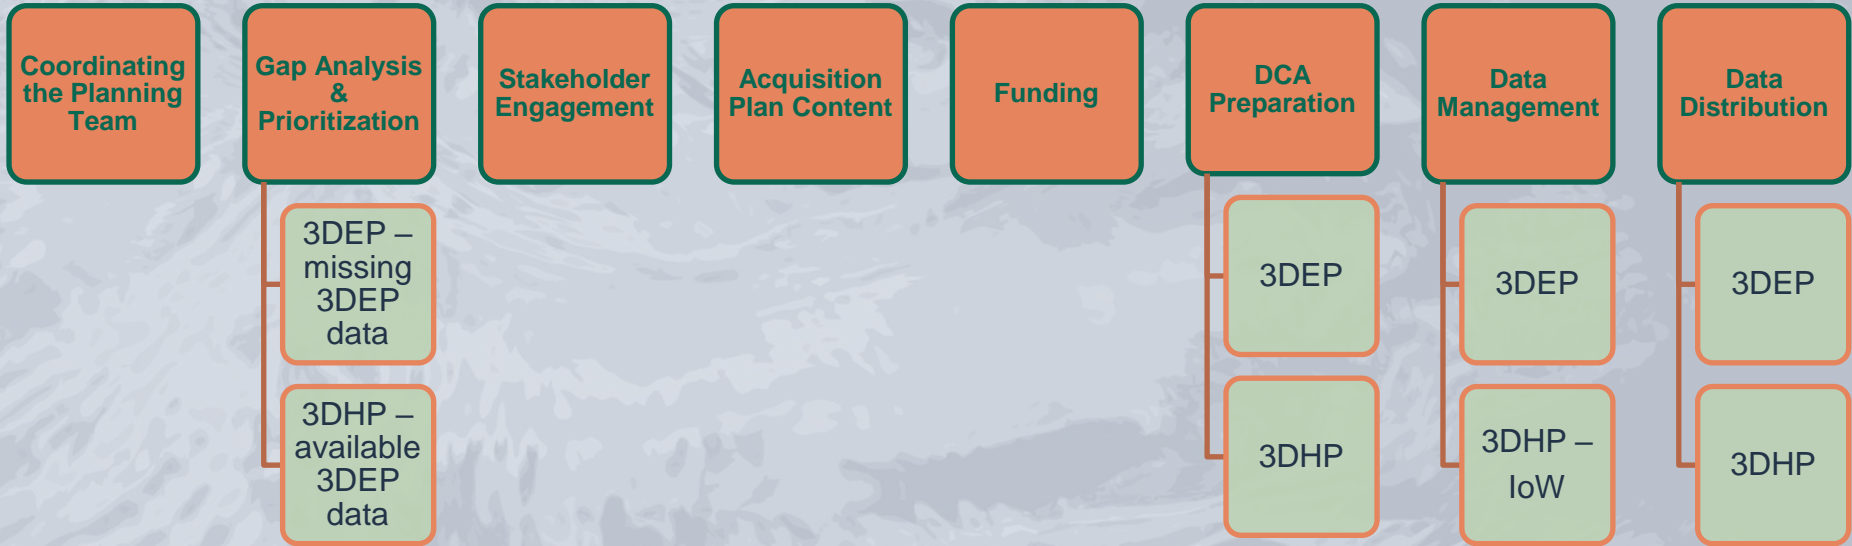 Coordinating
the Planning
Team
Gap Analysis
&
Prioritization
Stakeholder
Engagement
Acquisition
Plan Content
Funding
DCA
Preparation
Data
Management
Data
Distribution
3DEP –
missing
3DEP
data
3DHP –
available
3DEP
data
3DEP
3DHP
3DEP
3DHP –
IoW
3DEP
3DHP